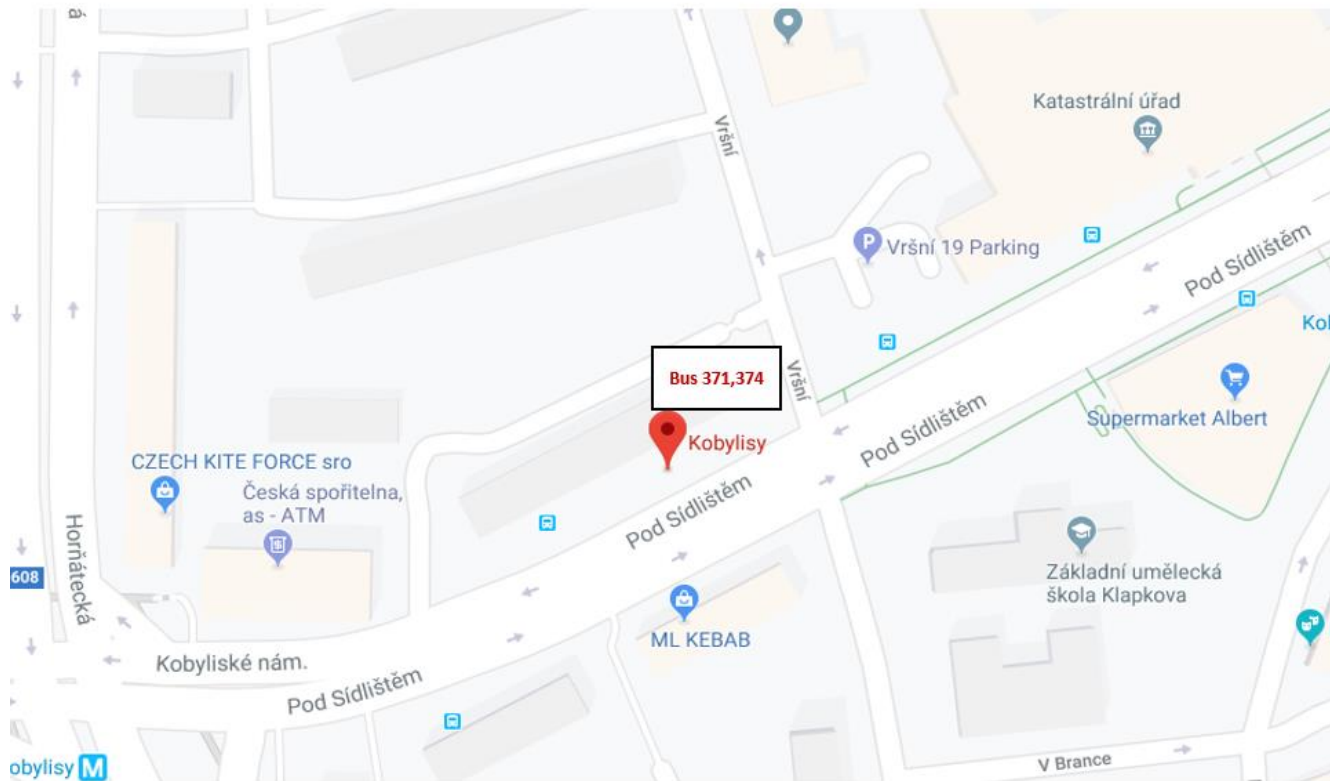 á
Katastrální úřad
Vršní
P Vršní 19 Parking
Pod Sídlištěm
Kol
Bus 371,374
Vršní
Supermarket Albert
Kobylisy
Pod Sídlištěm
CZECH KITE FORCE sro
Česká spořitelna,
as - ATM
Pod Sídlištěm
Horňátecká
608
Základní umělecká
škola Klapkova
ML KEBAB
Kobyliské nám.
Pod Sídlištěm
V Brance
obylisy M